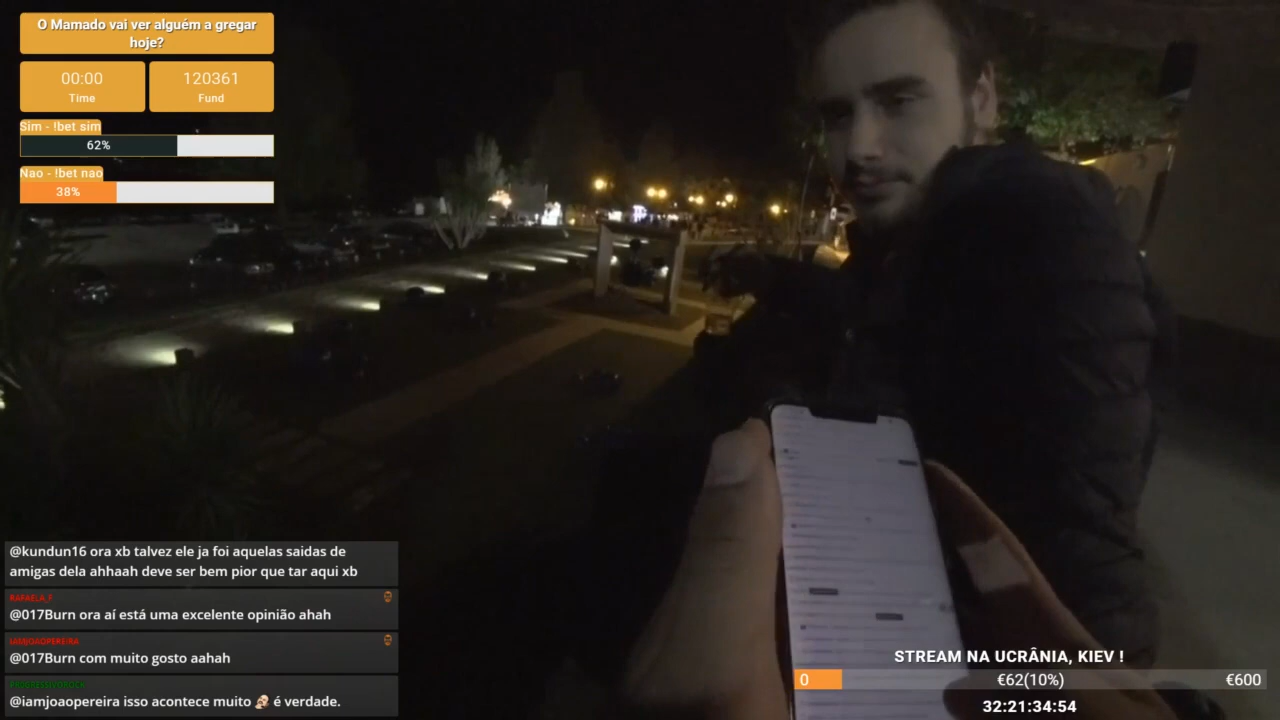 O Mamado vai ver alguém a gregar
hoje?
00:00
Time
120361
Fund
Sim - !bet sim
62%
Nao - !bet nao
38%
@kundun16 ora xb talvez ele ja foi aquelas saidas de
amigas dela ahhaah deve ser bem pior que tar aqui xb
RAFAELA_F
@017Burn ora aí está uma excelente opinião ahah
IAMJOAOPEREIRA
@017Burn com muito gosto aahah
@iamjoaopereira isso acontece muito é verdade.
STREAM NA UCRÂNIA, KIEV !
0
€62(10%)
€600
32:21:34:54